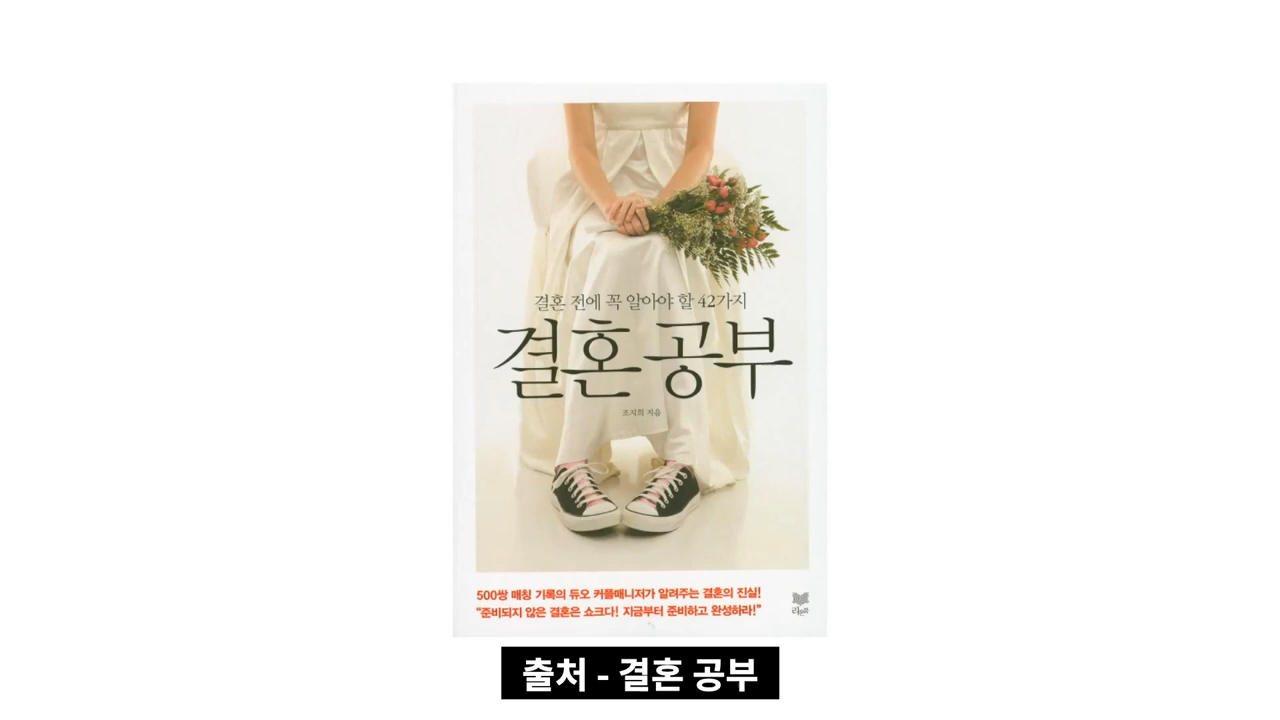 결혼 전에 꼭 알아야 할 42가지
결혼 공부
조지희 지음
500쌍 매칭 기록의 듀오 커플매니저가 알려주는 결혼의 진실!
“준비되지 않은 결혼은 쇼크다! 지금부터 준비하고 완성하라!”
출처 - 결혼 공부